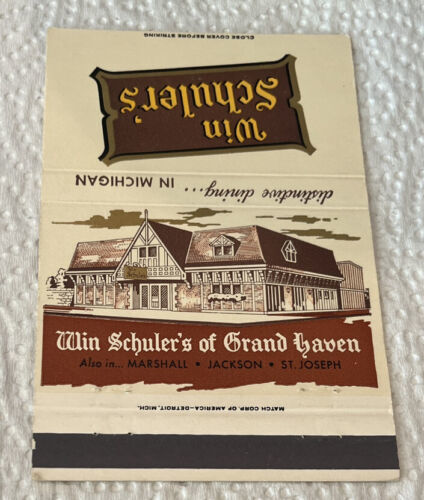 CLOSE COVER BEFORE STRIKING
Win
Schuler's
distinctive dining...
IN MICHIGAN
Win Schuler's of Grand Haven
Also in... MARSHALL • JACKSON • ST. JOSEPH
MATCH CORP. OF AMERICA-DETROIT, MICH.